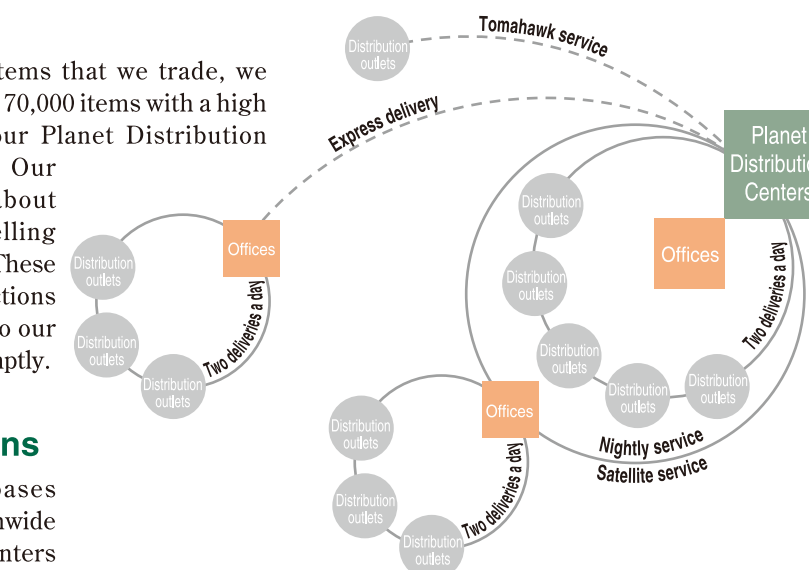 tems that we trade, we
70,000 items with a high
our Planet Distribution
Our
about
elling
These
ctions
o our
mptly.
ns
bases
nwide
nters
Distribution
outlets
Tomahawk service
Express delivery
Planet
Distributio
Centers
Offices
Distribution
outlets
Distribution
outlets
Distribution
outlets
Two deliveries a day
Distribution
outlets
Distribution
outlets
Distribution
outlets
Distribution
outlets
Distribution
outlets
Offices
Two deliveries a day
Nightly service
Satellite service
Offices
Distribution
outlets
Distribution
outlets
Distribution
outlets
Two deliveries a day